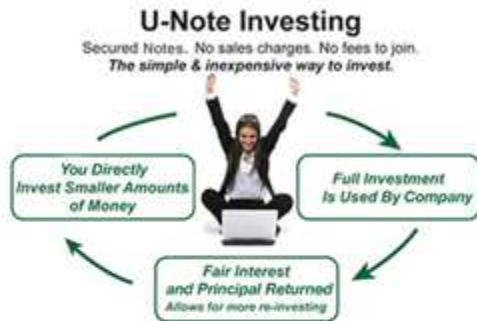 U-Note Investing
Secured Notes. No sales charges. No fees to join.
The simple & inexpensive way to invest.
You Directly
Invest Smaller Amounts
of Money
Full Investment
Is Used By Company
Fair Interest
and Principal Returned
Allows for more re-investing